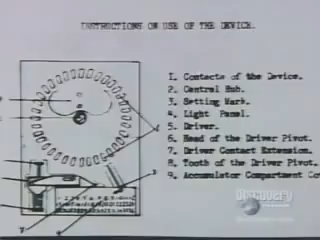 INSTRUCTIONS ON USE OF THE DEVICE.
1. Contacts of the Device.
2. Central Hub.
3. Setting Mark.
4. Light Panel.
5. Driver.
6. Head of the Driver Pivot.
7. Driver Contact Extension.
8. Tooth of the Driver Pivot.
9. Accumulator Compartment Co
Discovery